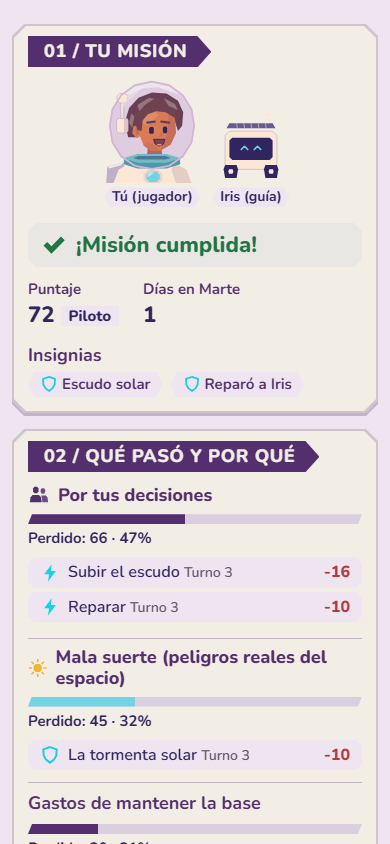 01 / TU MISIÓN
Tú (jugador)
Iris (guía)
¡Misión cumplida!
Puntaje
Días en Marte
72 Piloto
1
Insignias
Escudo solar
Reparó a Iris
02 / QUÉ PASÓ Y POR QUÉ
Por tus decisiones
Perdido: 66 · 47%
Subir el escudo Turno 3 -16
Reparar Turno 3 -10
Mala suerte (peligros reales del
espacio)
Perdido: 45 · 32%
La tormenta solar Turno 3 -10
Gastos de mantener la base